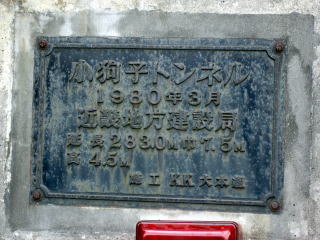 小狗子トンネル
1980年3月
近畿地方建設局
延長283.0M巾7.5M
高4.5M
施工 KK大本組